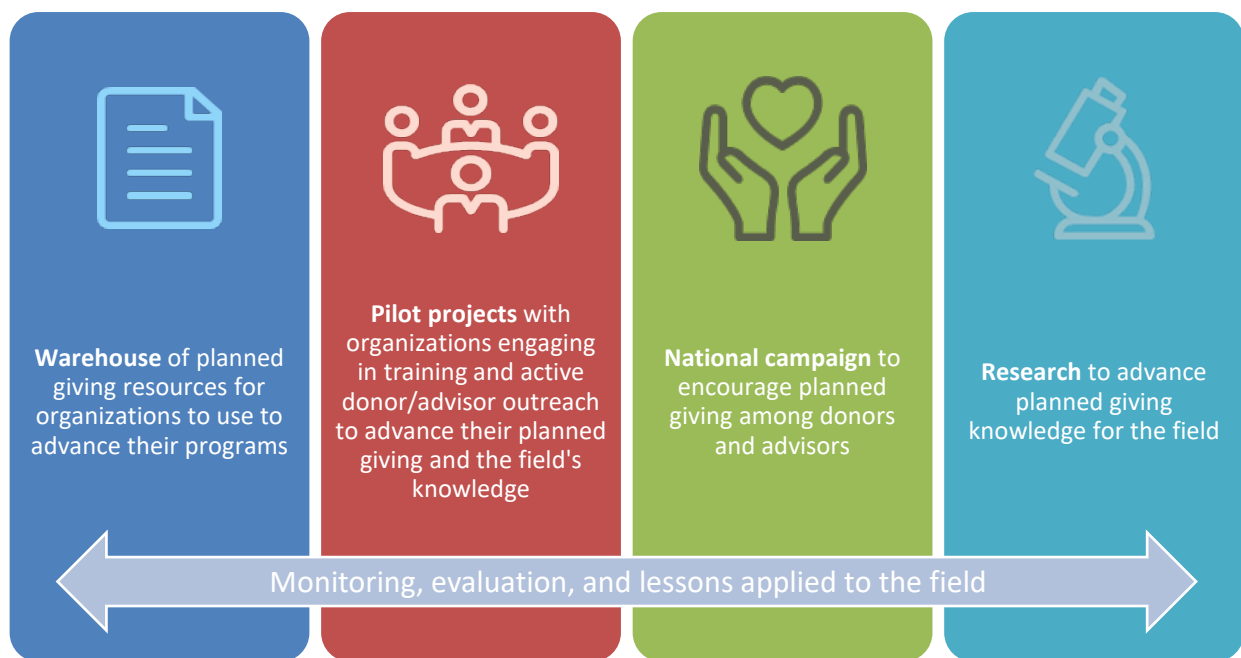 Warehouse of planned
giving resources for
organizations to use to
advance their programs
Pilot projects with
organizations engaging
in training and active
donor/advisor outreach
to advance their planned
giving and the field's
knowledge
National campaign to
encourage planned
giving among donors
and advisors
Research to advance
planned giving
knowledge for the field
Monitoring, evaluation, and lessons applied to the field